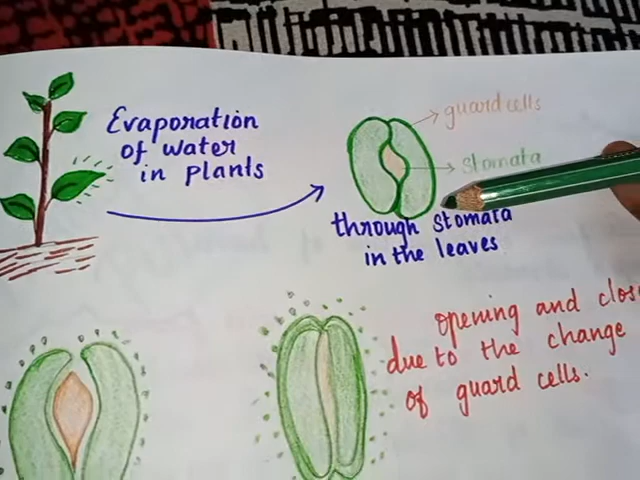 Evaporation
of water
in plants
guard cells
stomata
through stomata
in the leaves
opening and clos
due to the change
of guard cells.